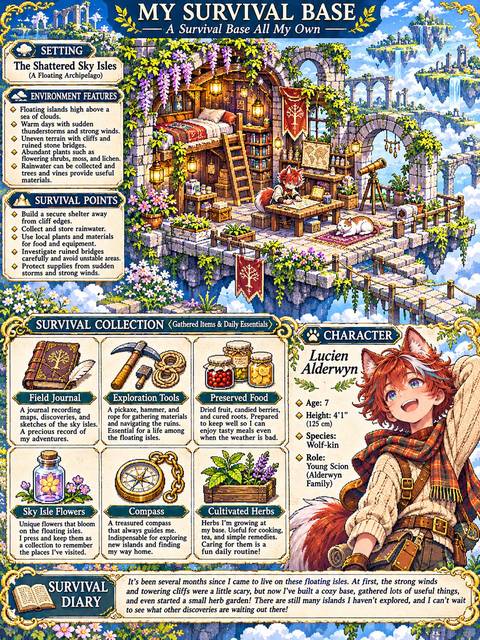 MY SURVIVAL BASE
A Survival Base All My Own
SETTING
The Shattered Sky Isles
(A Floating Archipelago)
ENVIRONMENT FEATURES
Floating islands high above a
sea of clouds.
Warm days with sudden
thunderstorms and strong winds.
Uneven terrain with cliffs and
ruined stone bridges.
Abundant plants such as
flowering shrubs, moss, and lichen.
Rainwater can be collected and
trees and vines provide useful
materials.
SURVIVAL POINTS
Build a secure shelter away
from cliff edges.
Collect and store rainwater.
Use local plants and materials
for food and equipment.
Investigate ruined bridges
carefully and avoid unstable areas.
Protect supplies from sudden
storms and strong winds.
SURVIVAL COLLECTION (Gathered Items & Daily Essentials)
Field Journal
A journal recording
maps, discoveries, and
sketches of the sky isles.
A precious record of
my adventures.
Exploration Tools
A pickaxe, hammer, and
rope for gathering materials
and navigating the ruins.
Essential for a life among
the floating isles.
Preserved Food
Dried fruit, candied berries,
and cured roots. Prepared
to keep well so I can
enjoy tasty meals even
when the weather is bad.
Sky Isle Flowers
Unique flowers that bloom
on the floating isles.
I press and keep them as
a collection to remember
the places I've visited.
Compass
A treasured compass
that always guides me.
Indispensable for exploring
new islands and finding
my way home.
Cultivated Herbs
Herbs I'm growing at
my base. Useful for cooking,
tea, and simple remedies.
Caring for them is a
fun daily routine!
CHARACTER
Lucien
Alderwyn
Age: 7
Height: 4'1"
(125 cm)
Species:
Wolf-kin
Role:
Young Scion
(Alderwyn
Family)
SURVIVAL
DIARY
It's been several months since I came to live on these floating isles. At first, the strong winds
and towering cliffs were a little scary, but now I've built a cozy base, gathered lots of useful things,
and even started a small herb garden! There are still many islands I haven't explored, and I can't wait
to see what other discoveries are waiting out there!